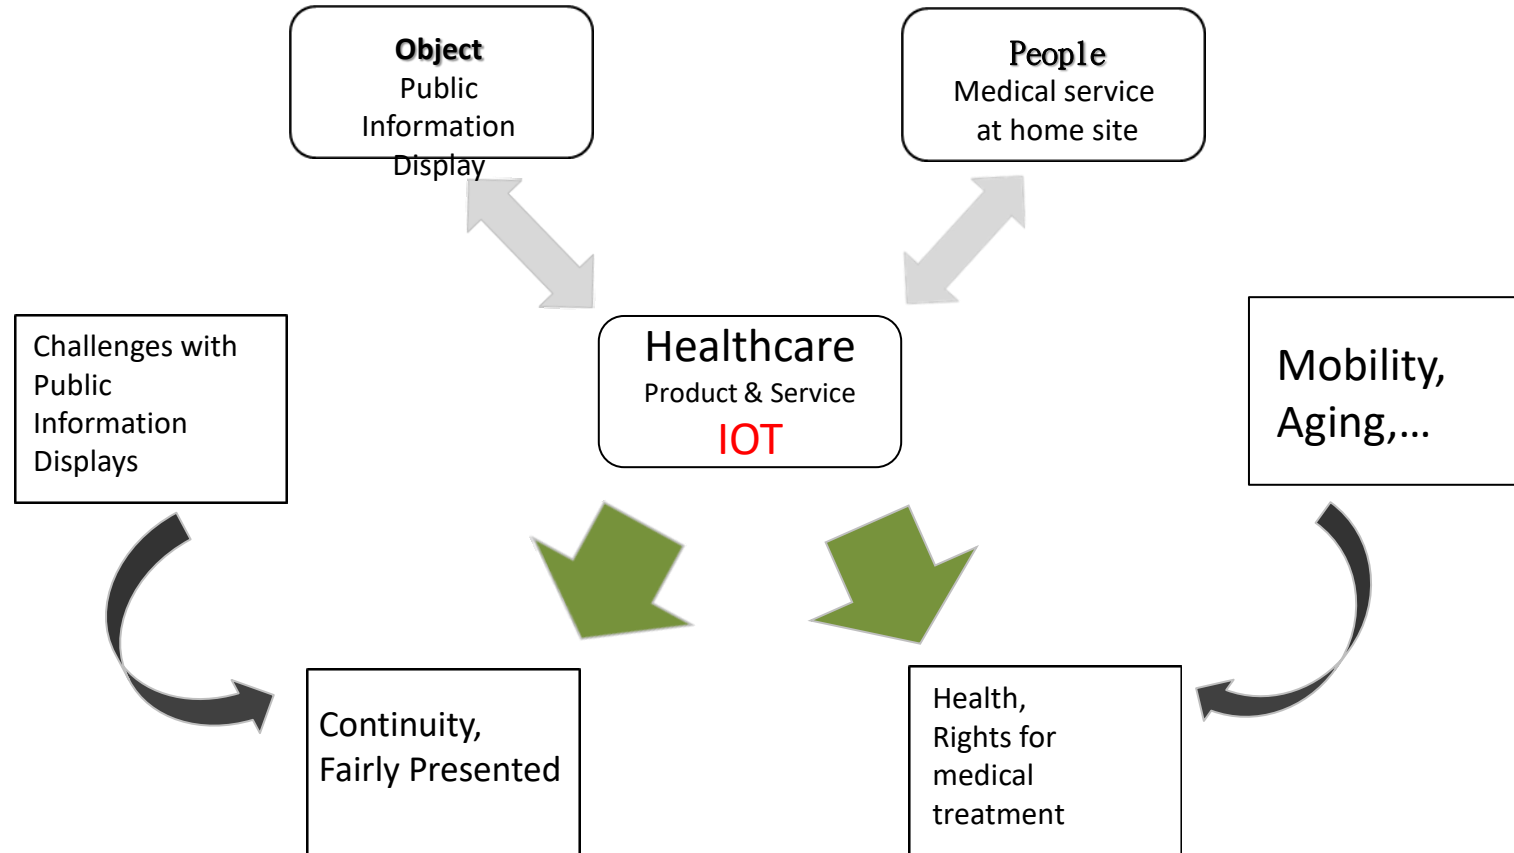 Object
Public
Information
Display
People
Medical service
at home site
Healthcare
Product & Service
IOT
Challenges with
Public
Information
Displays
Mobility,
Aging,...
Continuity,
Fairly Presented
Health,
Rights for
medical
treatment